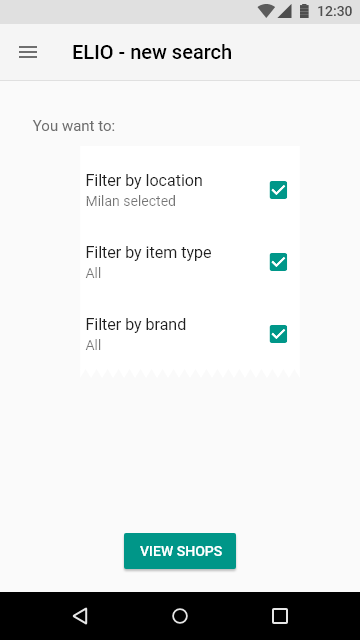 12:30
ELIO - new search
You want to:
Filter by location
Milan selected
Filter by item type
All
Filter by brand
All
VIEW SHOPS